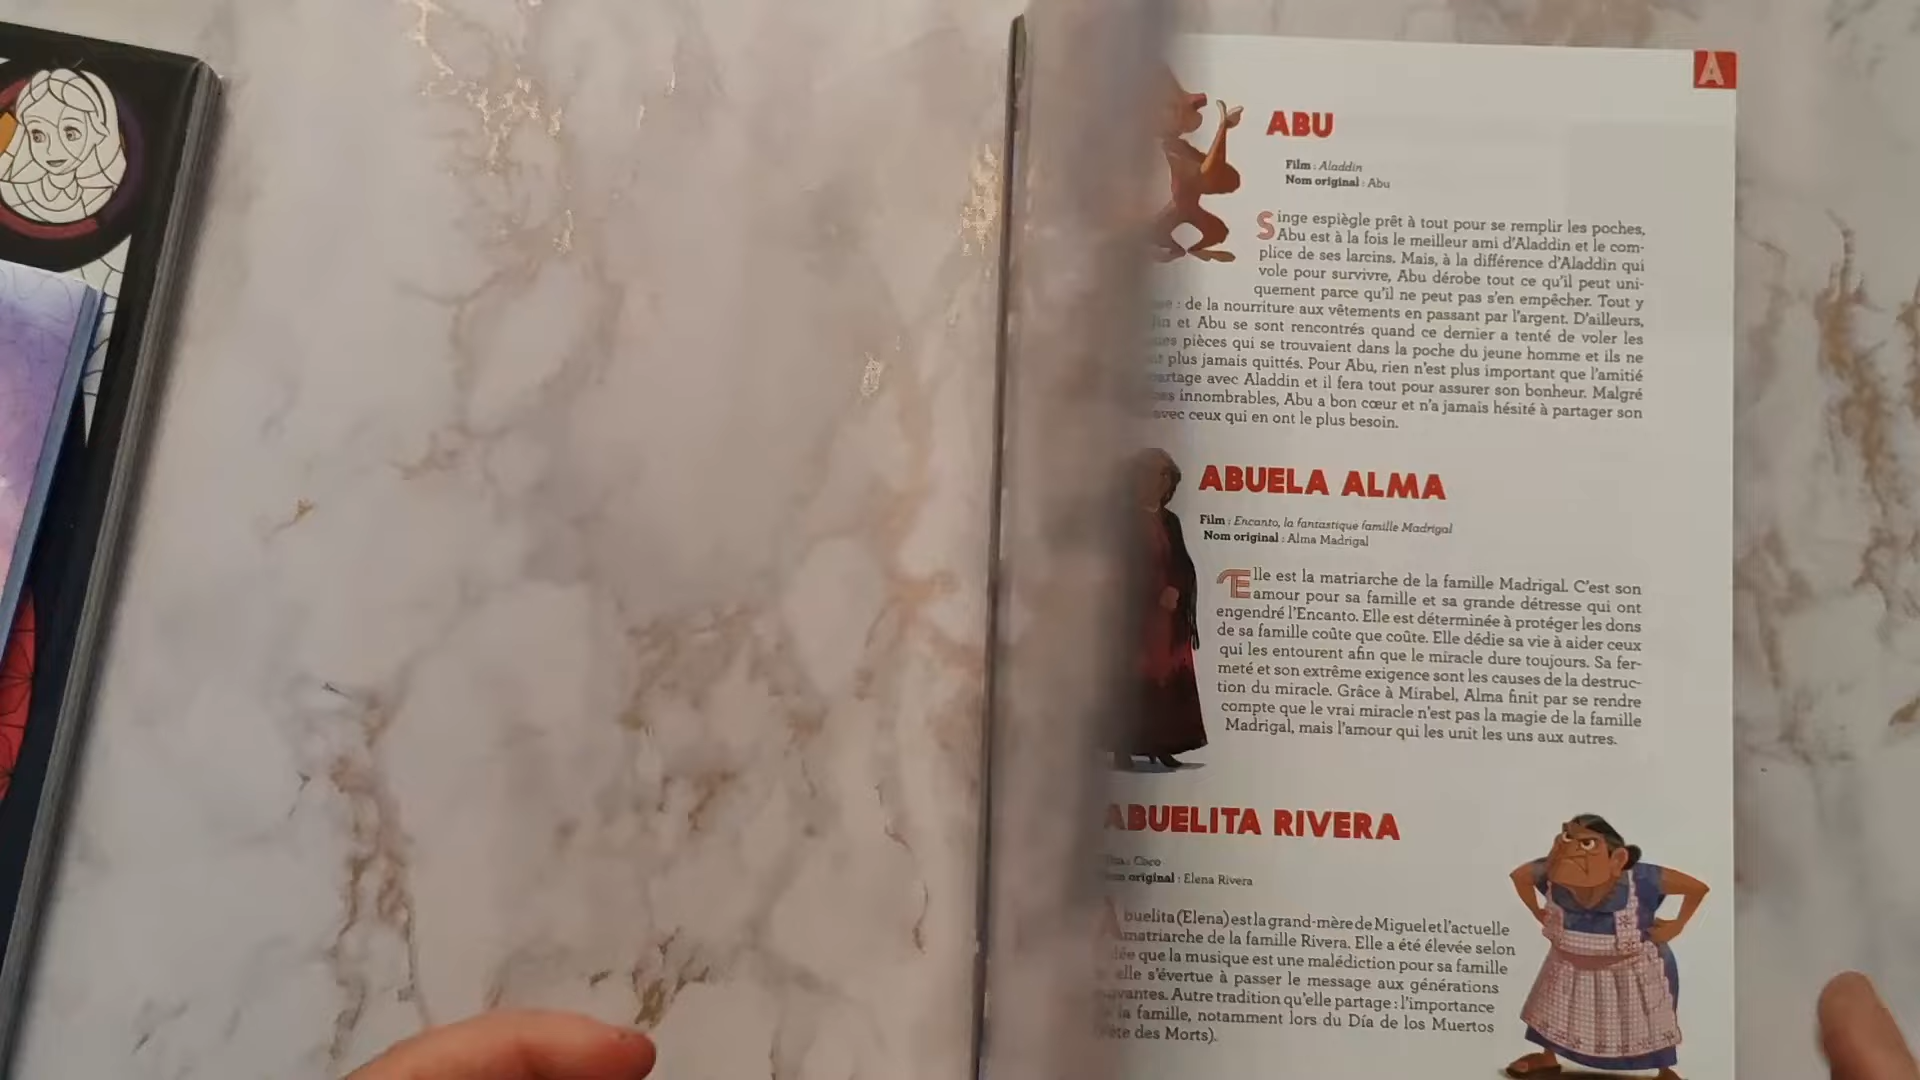 A
ABU
Film : Aladdin
Nom original : Abu
Singe espiègle prêt à tout pour se remplir les poches,
Abu est à la fois le meilleur ami d'Aladdin et le com-
plice de ses larcins. Mais, à la différence d'Aladdin qui
vole pour survivre, Abu dérobe tout ce qu'il peut uni-
quement parce qu'il ne peut pas s'en empêcher. Tout y
: de la nourriture aux vêtements en passant par l'argent. D'ailleurs,
et Abu se sont rencontrés quand ce dernier a tenté de voler les
pièces qui se trouvaient dans la poche du jeune homme et ils ne
plus jamais quittés. Pour Abu, rien n'est plus important que l'amitié
avec Aladdin et il fera tout pour assurer son bonheur. Malgré
innombrables, Abu a bon cœur et n'a jamais hésité à partager son
avec ceux qui en ont le plus besoin.
ABUELA ALMA
Film : Encanto, la fantastique famille Madrigal
Nom original : Alma Madrigal
Elle est la matriarche de la famille Madrigal. C'est son
amour pour sa famille et sa grande détresse qui ont
engendré l'Encanto. Elle est déterminée à protéger les dons
de sa famille coûte que coûte. Elle dédie sa vie à aider ceux
qui les entourent afin que le miracle dure toujours. Sa fer-
meté et son extrême exigence sont les causes de la destruc-
tion du miracle. Grâce à Mirabel, Alma finit par se rendre
compte que le vrai miracle n'est pas la magie de la famille
Madrigal, mais l'amour qui les unit les uns aux autres.
ABUELITA RIVERA
: Coco
original : Elena Rivera
Abuelita (Elena) est la grand-mère de Miguel et l'actuelle
matriarche de la famille Rivera. Elle a été élevée selon
que la musique est une malédiction pour sa famille
elle s'évertue à passer le message aux générations
Autre tradition qu'elle partage : l'importance
la famille, notamment lors du Día de los Muertos
des Morts).